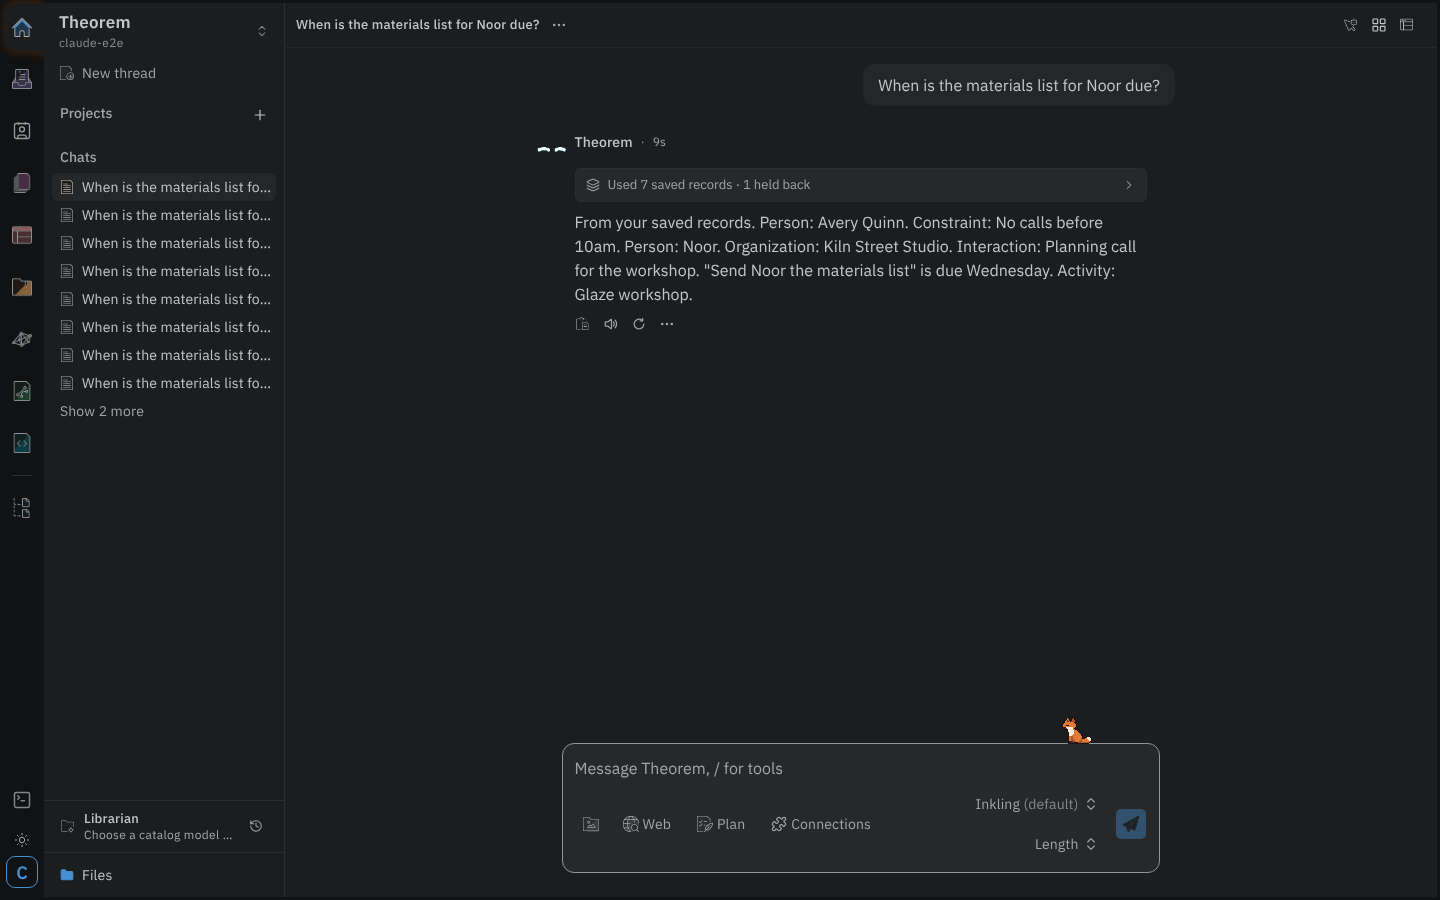 Theorem
claude-e2e
New thread
Projects
Chats
When is the materials list fo...
When is the materials list fo...
When is the materials list fo...
When is the materials list fo...
When is the materials list fo...
When is the materials list fo...
When is the materials list fo...
When is the materials list fo...
Show 2 more
Librarian
Choose a catalog model ...
C
Files
When is the materials list for Noor due?
When is the materials list for Noor due?
Theorem · 9s
Used 7 saved records · 1 held back
From your saved records. Person: Avery Quinn. Constraint: No calls before
10am. Person: Noor. Organization: Kiln Street Studio. Interaction: Planning call
for the workshop. "Send Noor the materials list" is due Wednesday. Activity:
Glaze workshop.
Message Theorem, / for tools
Inkling (default)
Web
Plan
Connections
Length